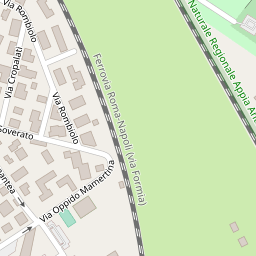 Via Rombiolo
Via Cropalati
Via Rombiolo
Soverato
Via Oppido Mamertina
Ferrovia Roma-Napoli (via Formia)
Naturale Regionale Appia An
antea